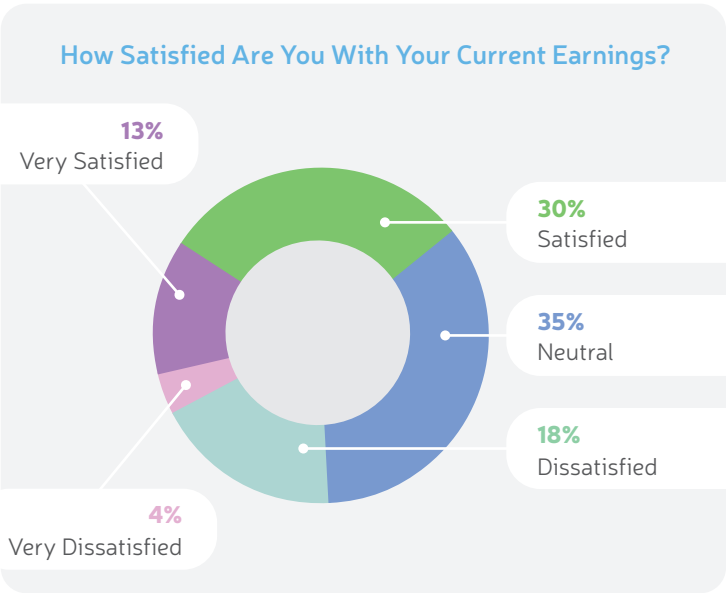 How Satisfied Are You With Your Current Earnings?
13%
Very Satisfied
30%
Satisfied
35%
Neutral
18%
Dissatisfied
4%
Very Dissatisfied